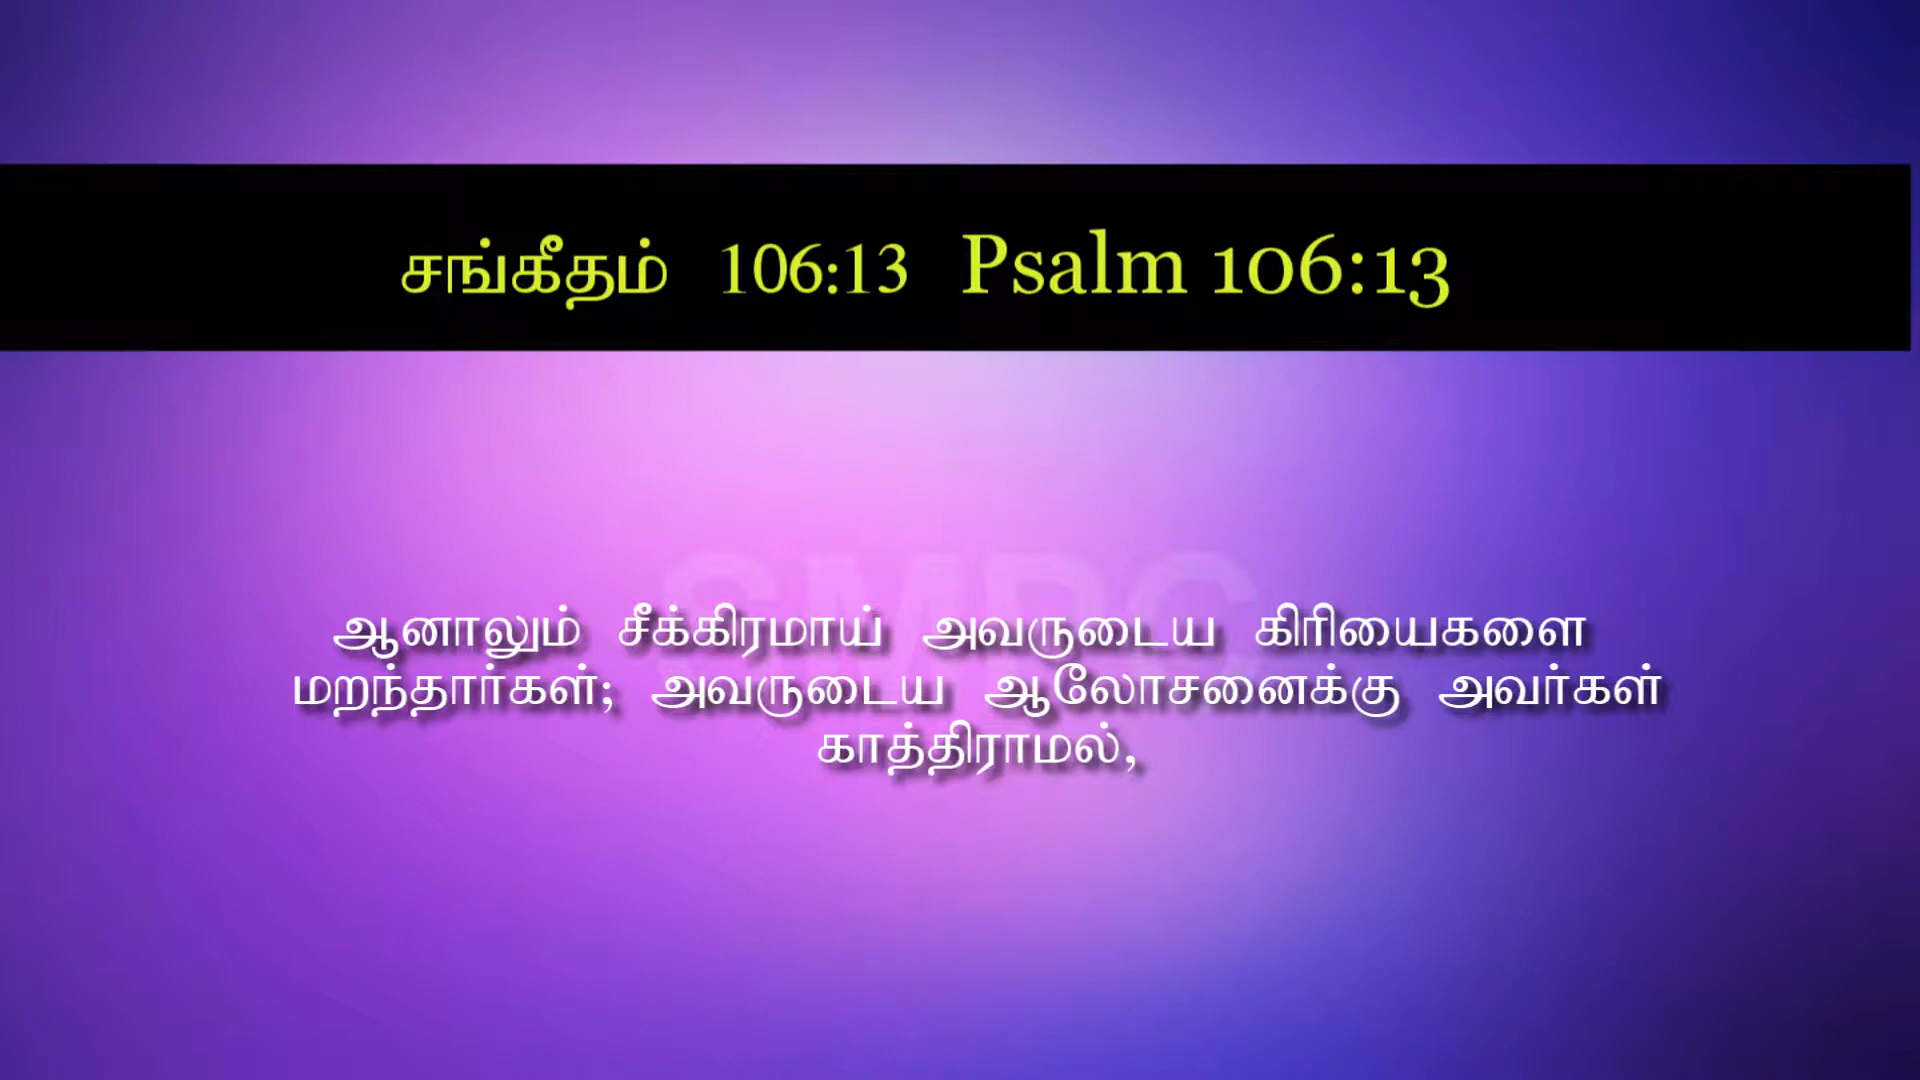 சங்கீதம் 106:13 Psalm 106:13
SMRC
ஆனாலும் சீக்கிரமாய் அவருடைய கிரியைகளை
மறந்தார்கள்; அவருடைய ஆலோசனைக்கு அவர்கள்
காத்திராமல்,